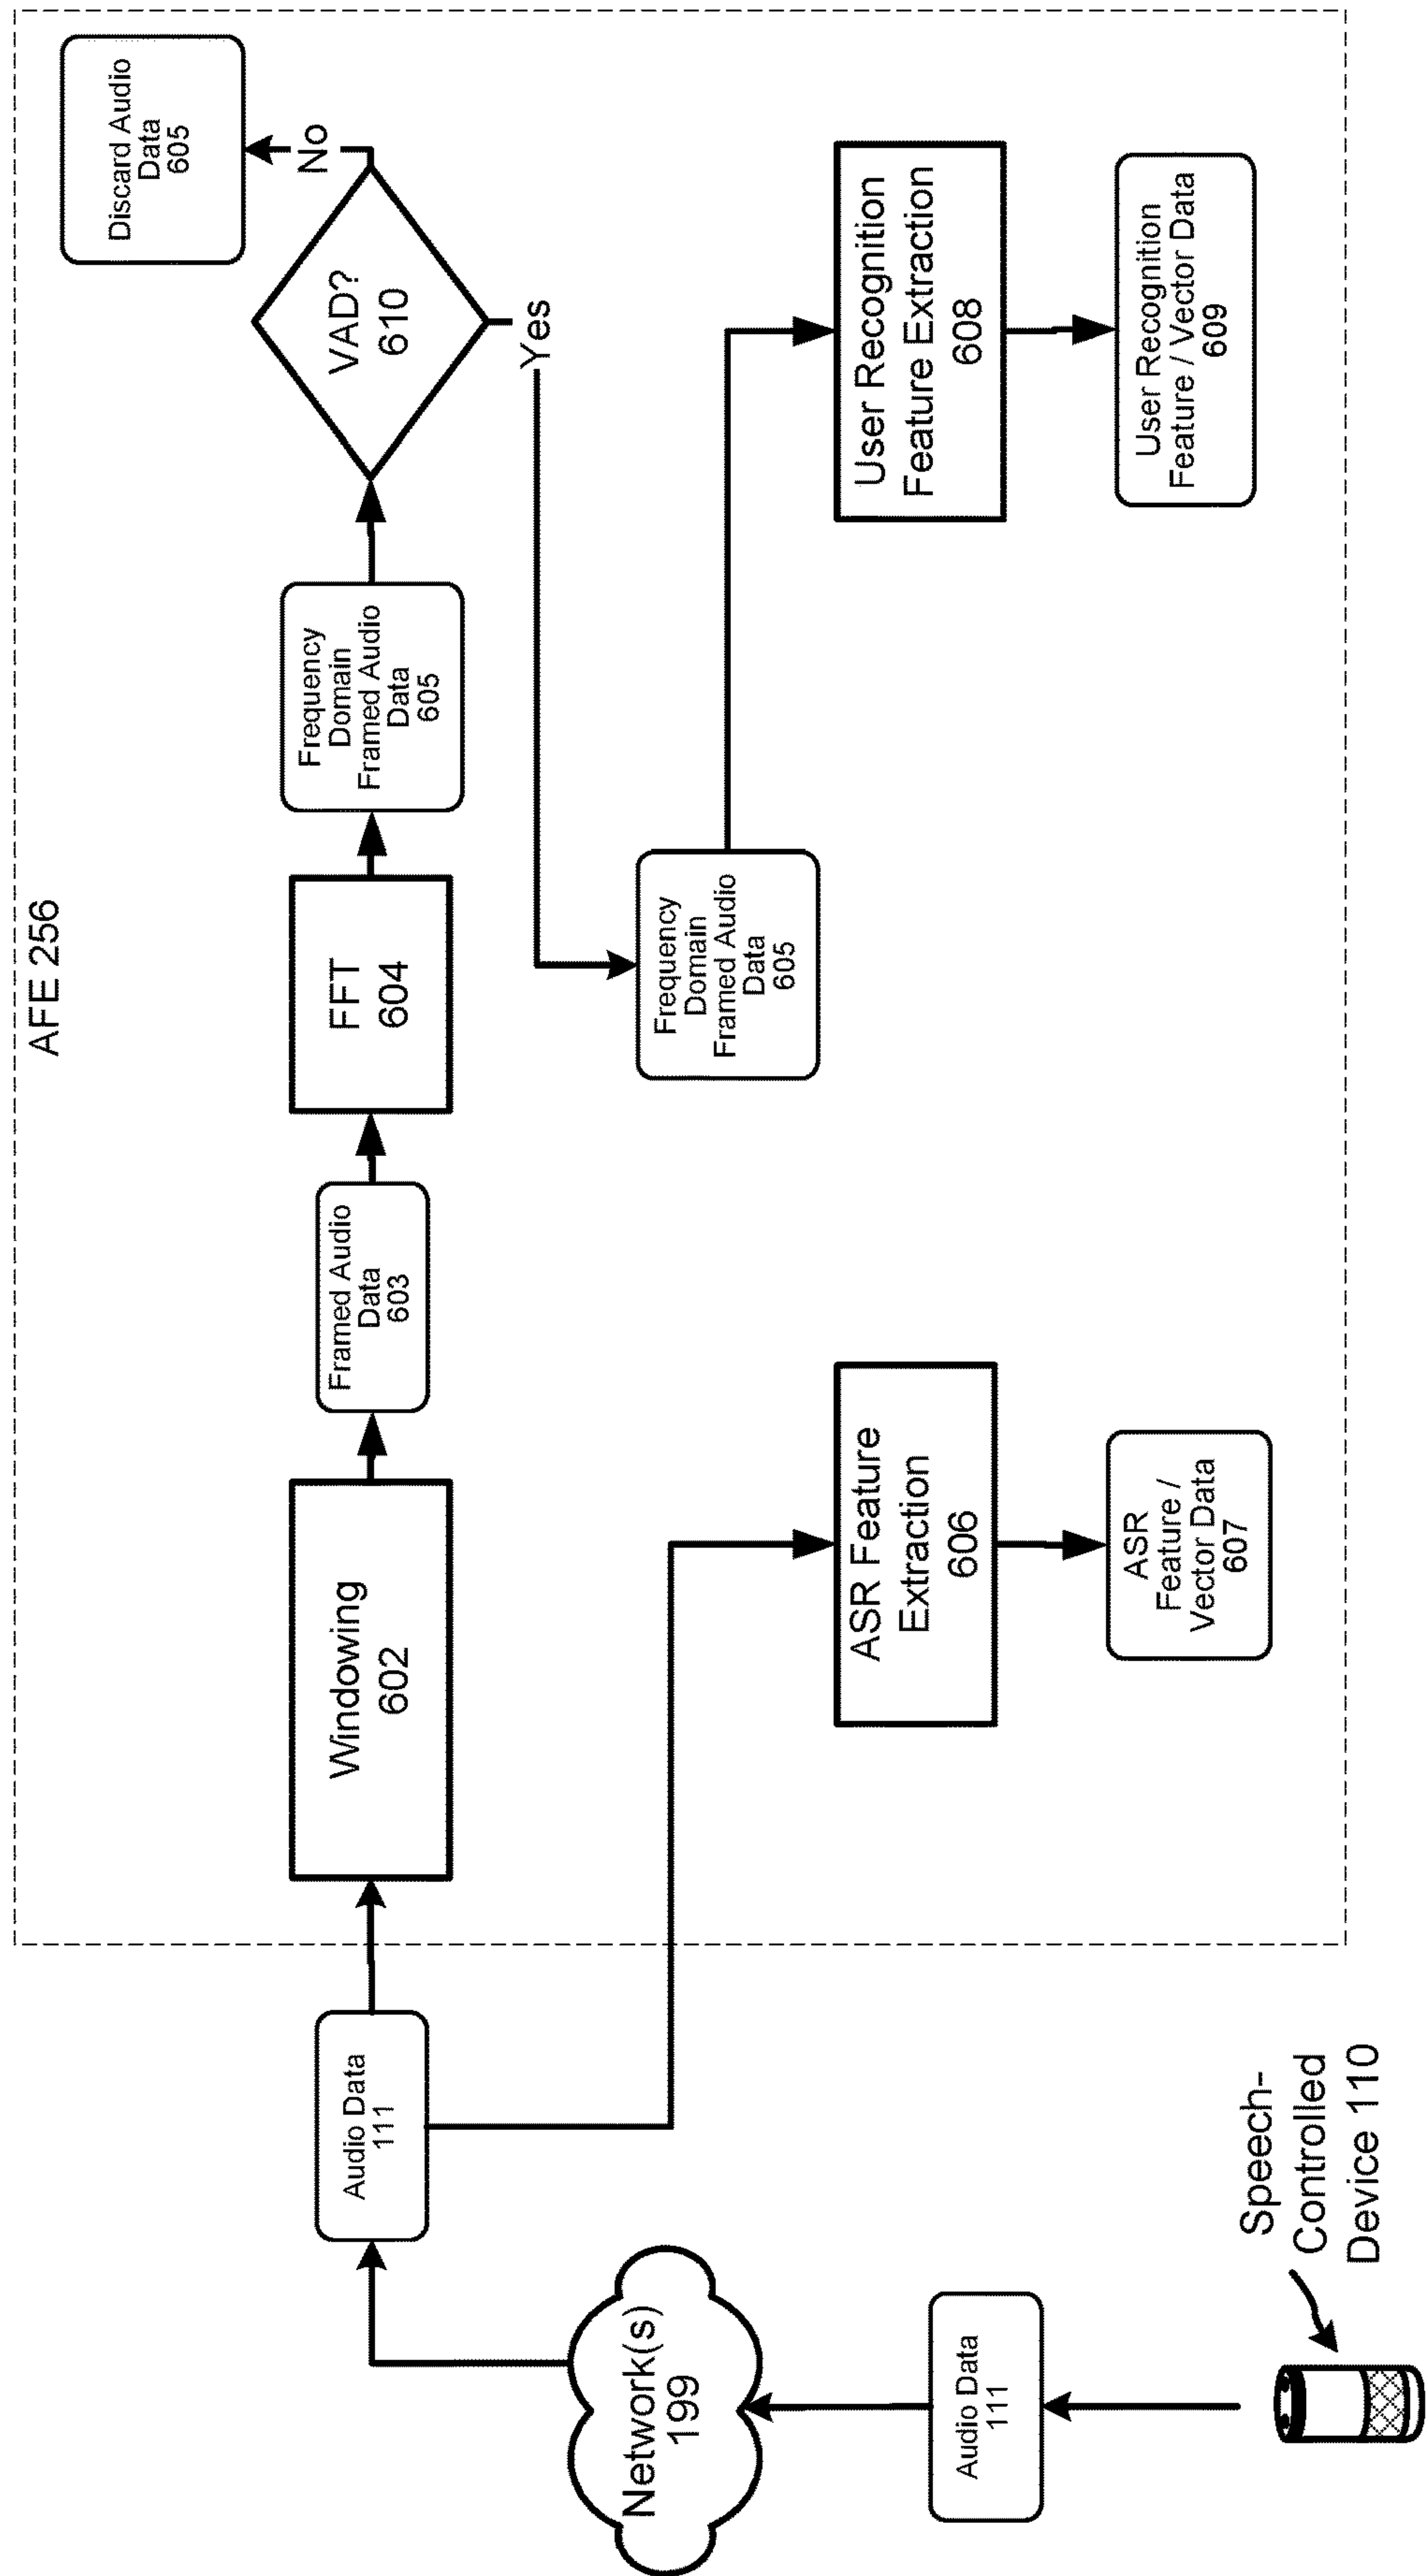 AFE 256
Discard Audio
Data
605
No
VAD?
610
Yes
Frequency
Domain
Framed Audio
Data
605
FFT
604
Framed Audio
Data
603
Windowing
602
Audio Data
111
Frequency
Domain
Framed Audio
Data
605
User Recognition
Feature Extraction
608
User Recognition
Feature / Vector Data
609
ASR Feature
Extraction
606
ASR
Feature /
Vector Data
607
Network(s)
199
Audio Data
111
Speech-
Controlled
Device 110